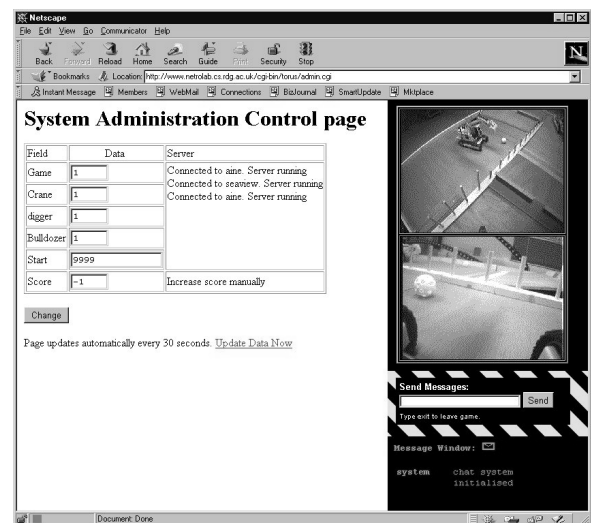 Netscape
File Edit View Go Communicator Help
Back Forward Reload Home Search Guide Print Security Stop
N
Bookmarks Location: http://www.netrolab.cs.rdg.ac.uk/cgi-bin/torus/admin.cgi
Instant Message Members WebMail Connections BizJournal SmartUpdate Mktplace
System Administration Control page
Field Data Server
Game 1 Connected to aine. Server running
Connected to seaview. Server running
Crane 1 Connected to aine. Server running
digger 1
Bulldozer 1
Start 9999
Score -1 Increase score manually
Change
Page updates automatically every 30 seconds. Update Data Now
Send Messages:
Send
Type exit to leave game.
Message Window:
system chat system
initialised
Document: Done